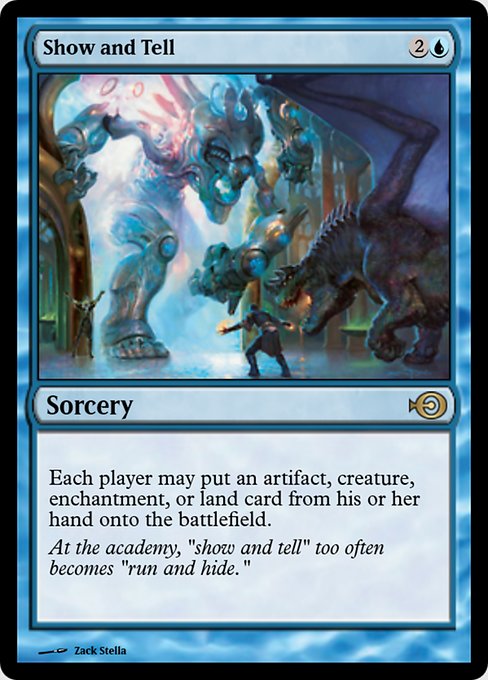 Show and Tell 2
Sorcery
Each player may put an artifact, creature,
enchantment, or land card from his or her
hand onto the battlefield.
At the academy, "show and tell" too often
becomes "run and hide."
Zack Stella